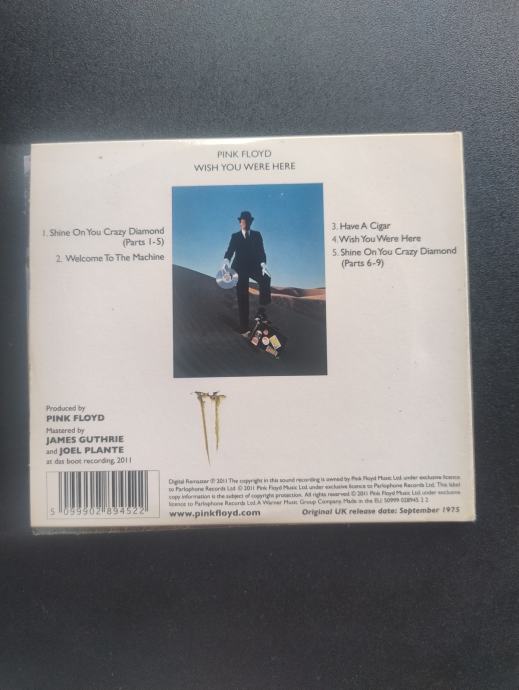 PINK FLOYD
WISH YOU WERE HERE
1. Shine On You Crazy Diamond
(Parts 1-5)
2. Welcome To The Machine
3. Have A Cigar
4. Wish You Were Here
5. Shine On You Crazy Diamond
(Parts 6-9)
Produced by
PINK FLOYD
Mastered by
JAMES GUTHRIE
and JOEL PLANTE
at das boot recording, 2011
5 099902 894522
Digital Remaster ℗ 2011 The copyright in this sound recording is owned by Pink Floyd Music Ltd. under exclusive licence
to Parlophone Records Ltd. © 2011 Pink Floyd Music Ltd. under exclusive licence to Parlophone Records Ltd. This label
copy information is the subject of copyright protection. All rights reserved. © 2011 Pink Floyd Music Ltd. under exclusive
licence to Parlophone Records Ltd. A Warner Music Group Company. Made in the EU. 50999 028945 2 2
www.pinkfloyd.com
Original UK release date: September 1975